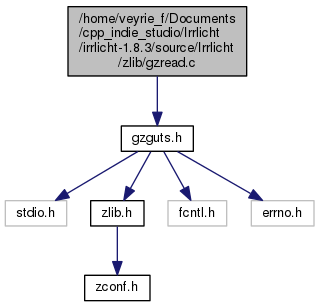 /home/veyrie_f/Documents
/cpp_indie_studio/Irrlicht
/irrlicht-1.8.3/source/Irrlicht
/zlib/gzread.c
gzguts.h
stdio.h
zlib.h
fcntl.h
errno.h
zconf.h